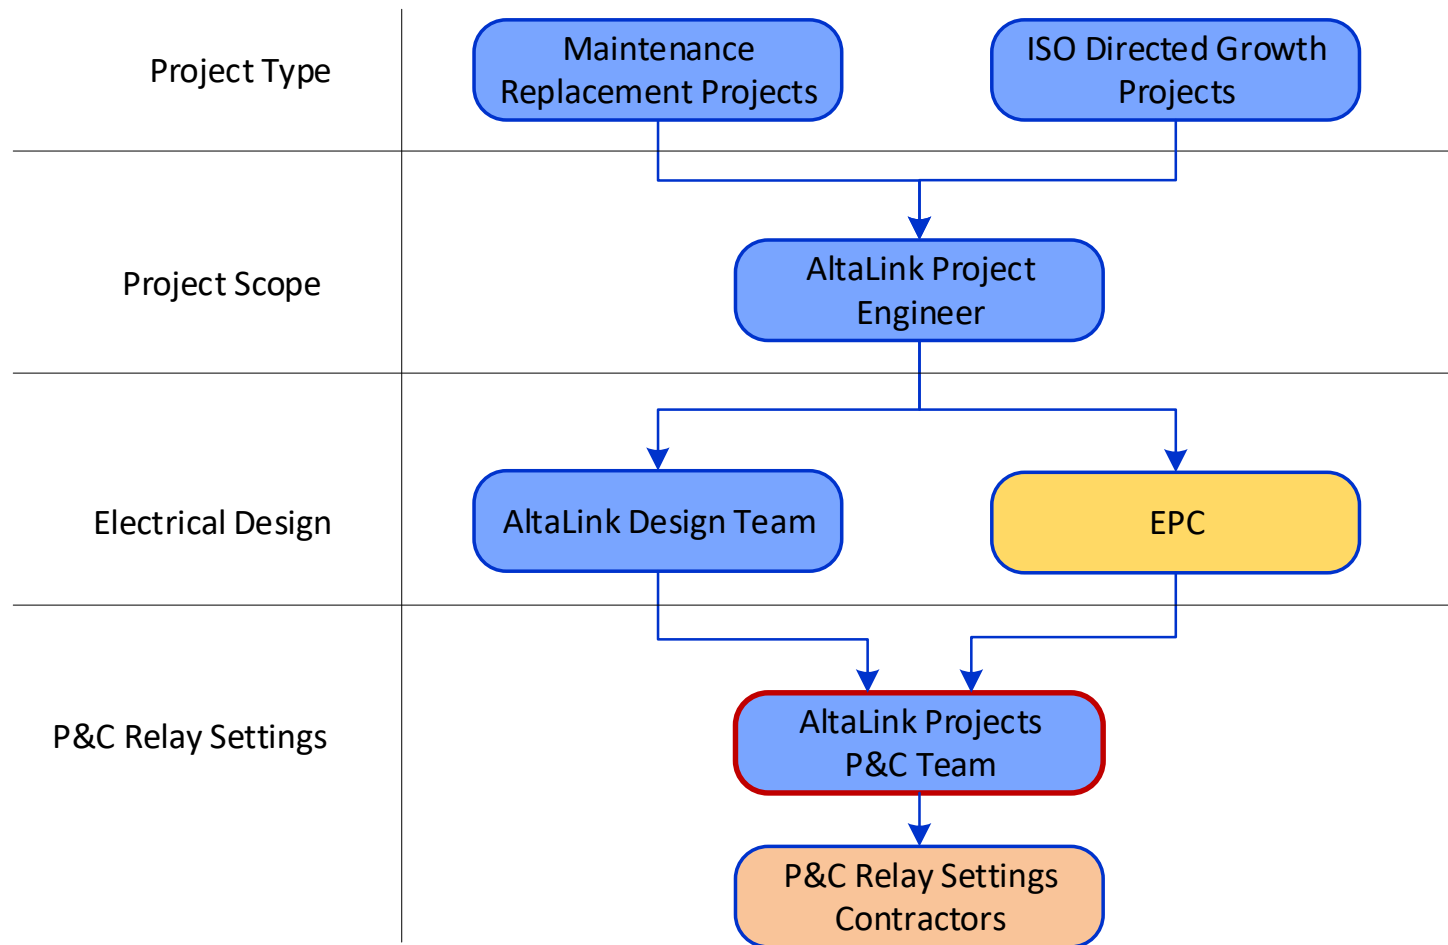 Project Type
Maintenance
Replacement Projects
ISO Directed Growth
Projects
Project Scope
AltaLink Project
Engineer
Electrical Design
AltaLink Design Team
EPC
P&C Relay Settings
AltaLink Projects
P&C Team
P&C Relay Settings
Contractors